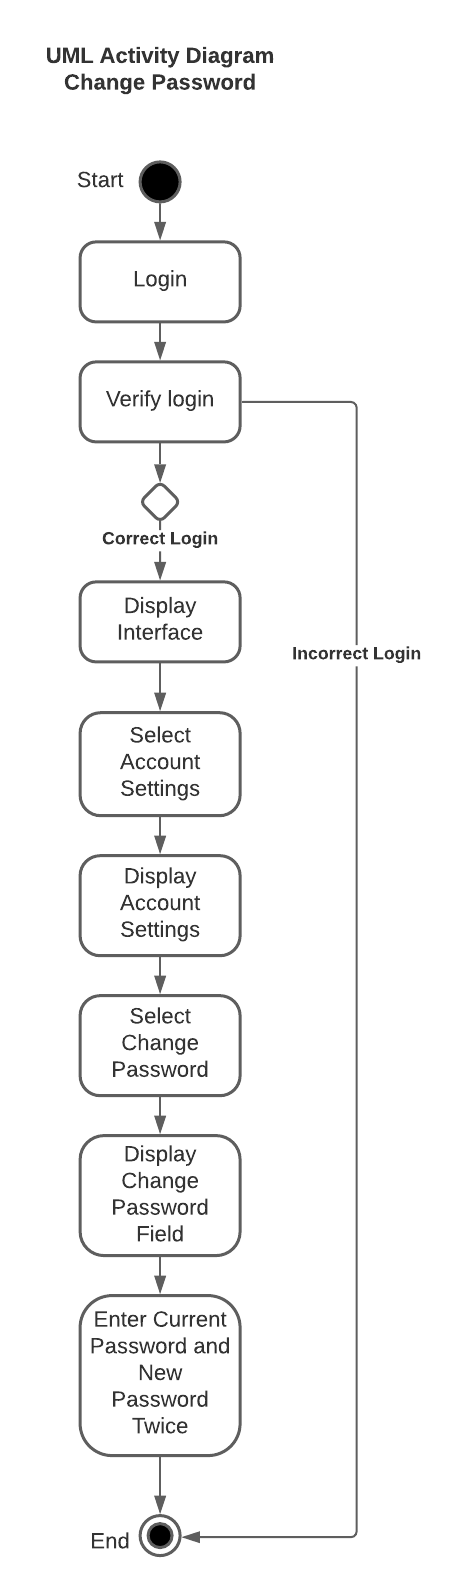 UML Activity Diagram
Change Password
Start
Login
Verify login
Correct Login
Display
Interface
Incorrect Login
Select
Account
Settings
Display
Account
Settings
Select
Change
Password
Display
Change
Password
Field
Enter Current
Password and
New
Password
Twice
End